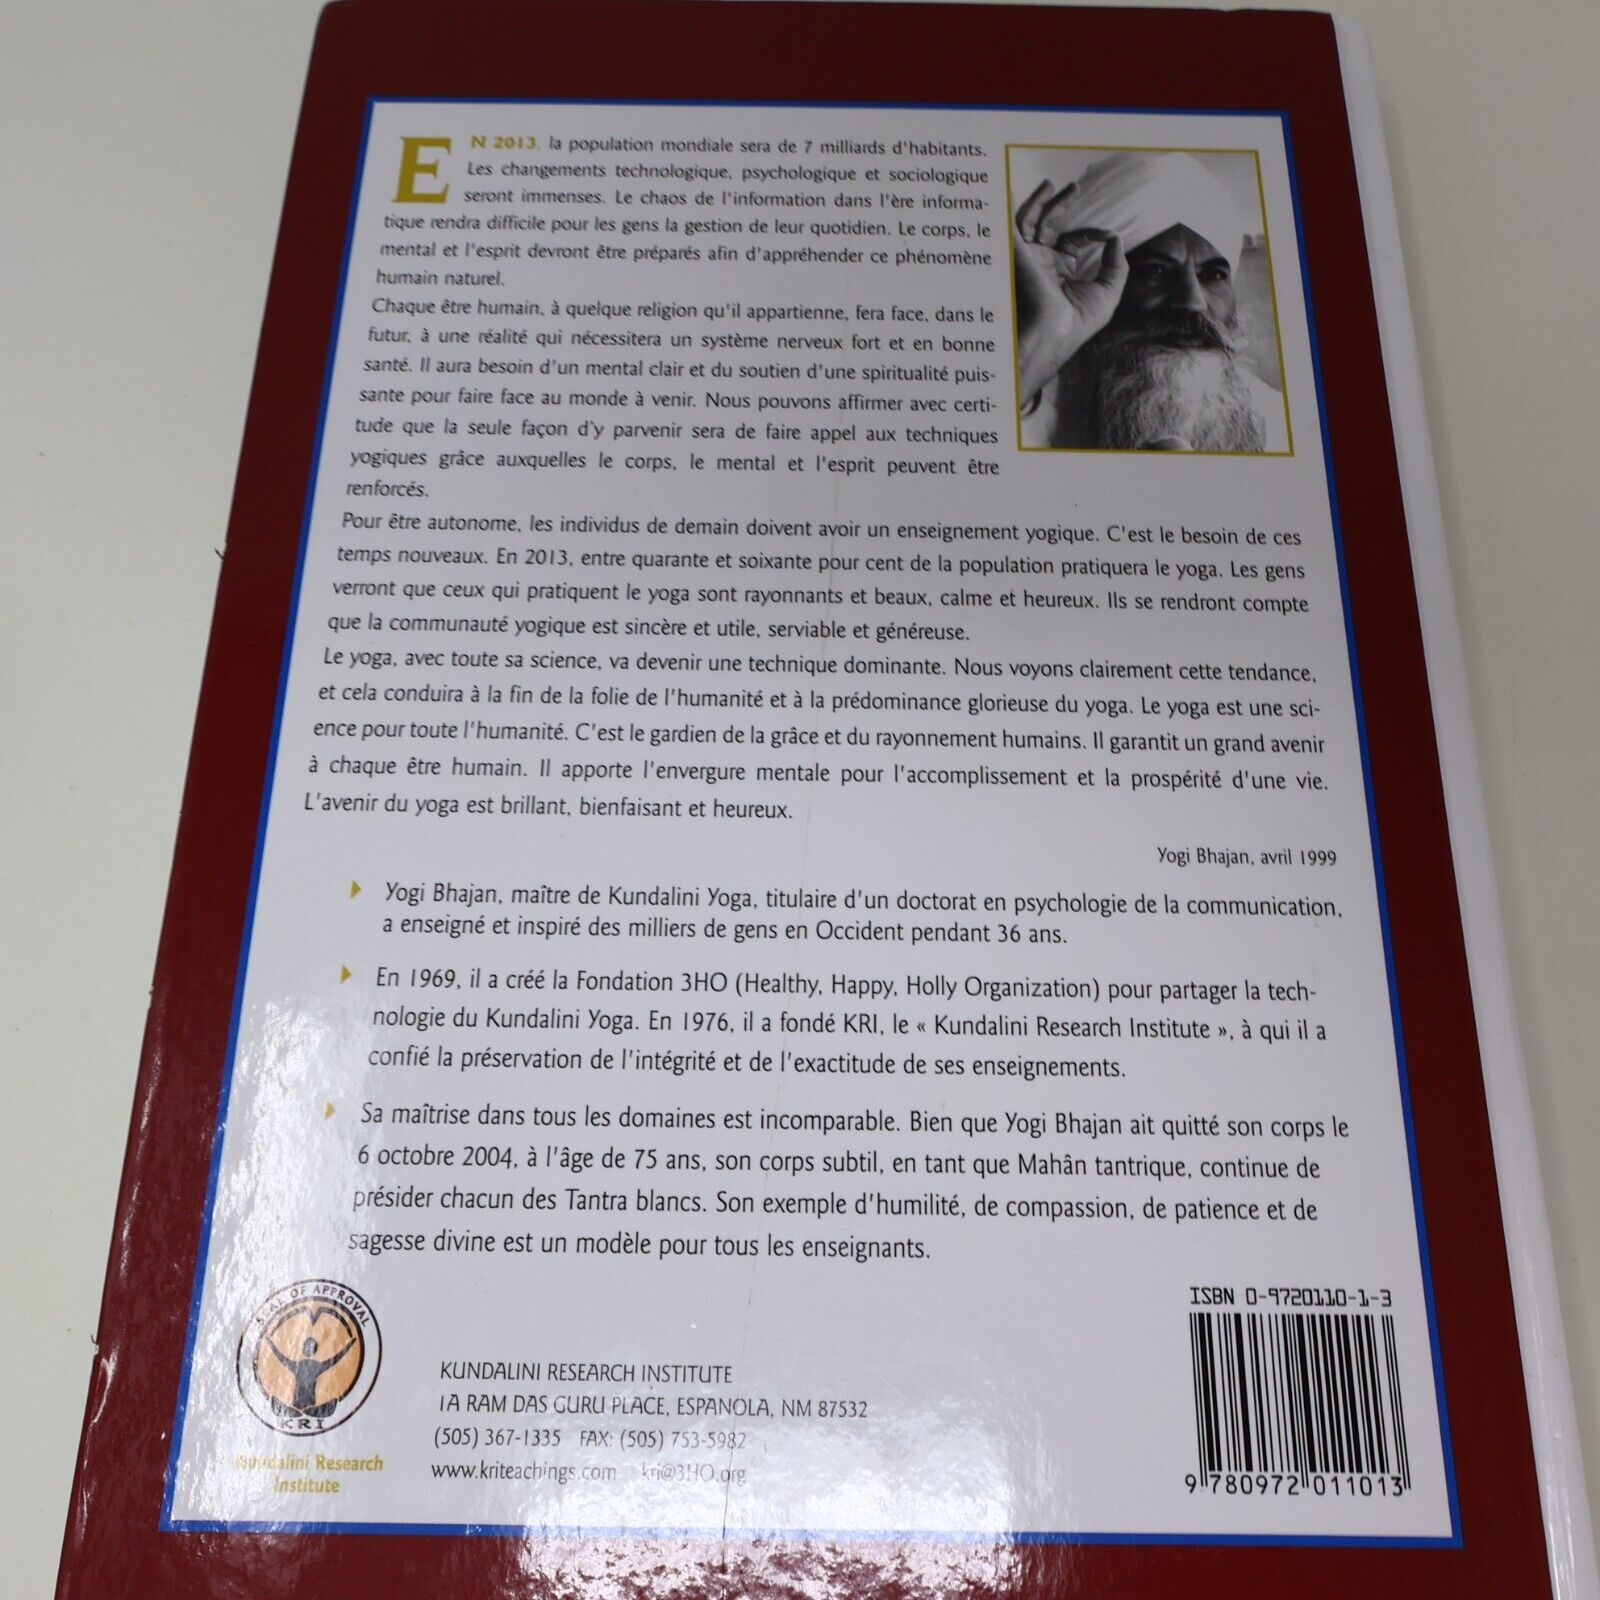 EN 2013, la population mondiale sera de 7 milliards d'habitants.
Les changements technologique, psychologique et sociologique
seront immenses. Le chaos de l'information dans l'ère informa-
tique rendra difficile pour les gens la gestion de leur quotidien. Le corps, le
mental et l'esprit devront être préparés afin d'appréhender ce phénomène
humain naturel.
Chaque être humain, à quelque religion qu'il appartienne, fera face, dans le
futur, à une réalité qui nécessitera un système nerveux fort et en bonne
santé. Il aura besoin d'un mental clair et du soutien d'une spiritualité puis-
sante pour faire face au monde à venir. Nous pouvons affirmer avec certi-
tude que la seule façon d'y parvenir sera de faire appel aux techniques
yogiques grâce auxquelles le corps, le mental et l'esprit peuvent être
renforcés.
Pour être autonome, les individus de demain doivent avoir un enseignement yogique. C'est le besoin de ces
temps nouveaux. En 2013, entre quarante et soixante pour cent de la population pratiquera le yoga. Les gens
verront que ceux qui pratiquent le yoga sont rayonnants et beaux, calme et heureux. Ils se rendront compte
que la communauté yogique est sincère et utile, serviable et généreuse.
Le yoga, avec toute sa science, va devenir une technique dominante. Nous voyons clairement cette tendance,
et cela conduira à la fin de la folie de l'humanité et à la prédominance glorieuse du yoga. Le yoga est une sci-
ence pour toute l'humanité. C'est le gardien de la grâce et du rayonnement humains. Il garantit un grand avenir
à chaque être humain. Il apporte l'envergure mentale pour l'accomplissement et la prospérité d'une vie.
L'avenir du yoga est brillant, bienfaisant et heureux.
Yogi Bhajan, avril 1999
Yogi Bhajan, maître de Kundalini Yoga, titulaire d'un doctorat en psychologie de la communication,
a enseigné et inspiré des milliers de gens en Occident pendant 36 ans.
En 1969, il a créé la Fondation 3HO (Healthy, Happy, Holly Organization) pour partager la tech-
nologie du Kundalini Yoga. En 1976, il a fondé KRI, le « Kundalini Research Institute », à qui il a
confié la préservation de l'intégrité et de l'exactitude de ses enseignements.
Sa maîtrise dans tous les domaines est incomparable. Bien que Yogi Bhajan ait quitté son corps le
6 octobre 2004, à l'âge de 75 ans, son corps subtil, en tant que Mahân tantrique, continue de
présider chacun des Tantra blancs. Son exemple d'humilité, de compassion, de patience et de
sagesse divine est un modèle pour tous les enseignants.
SEAL OF APPROVAL
KRI
Kundalini Research
Institute
KUNDALINI RESEARCH INSTITUTE
1A RAM DAS GURU PLACE, ESPANOLA, NM 87532
(505) 367-1335 FAX: (505) 753-5982
www.kriteachings.com kri@3HO.org
ISBN 0-9720110-1-3
9 780972 011013